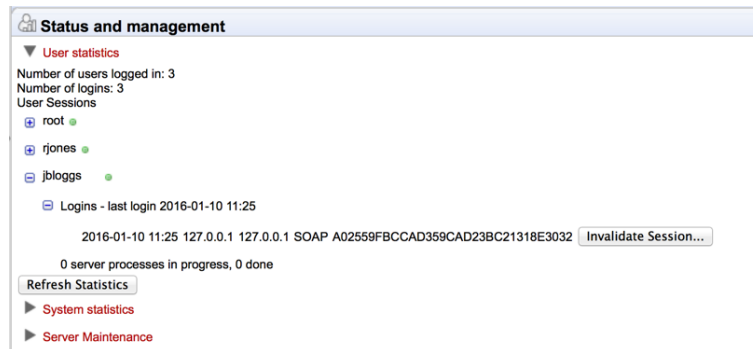 Status and management
User statistics
Number of users logged in: 3
Number of logins: 3
User Sessions
root
rjones
jbloggs
Logins - last login 2016-01-10 11:25
2016-01-10 11:25 127.0.0.1 127.0.0.1 SOAP A02559FBCCAD359CAD23BC21318E3032 Invalidate Session...
0 server processes in progress, 0 done
Refresh Statistics
System statistics
Server Maintenance